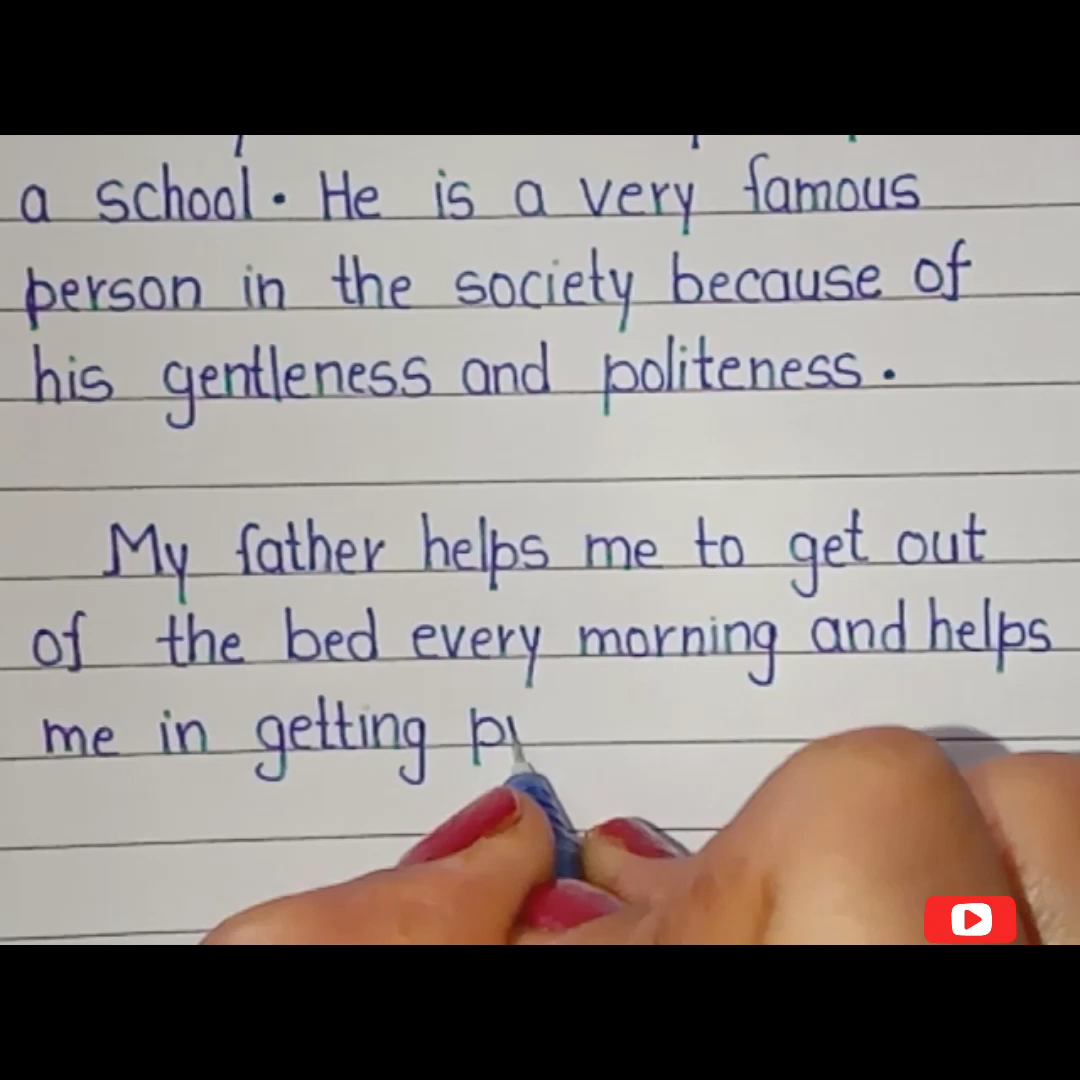 a school. He is a very famous
person in the society because of
his gentleness and politeness.
My father helps me to get out
of the bed every morning and helps
me in getting